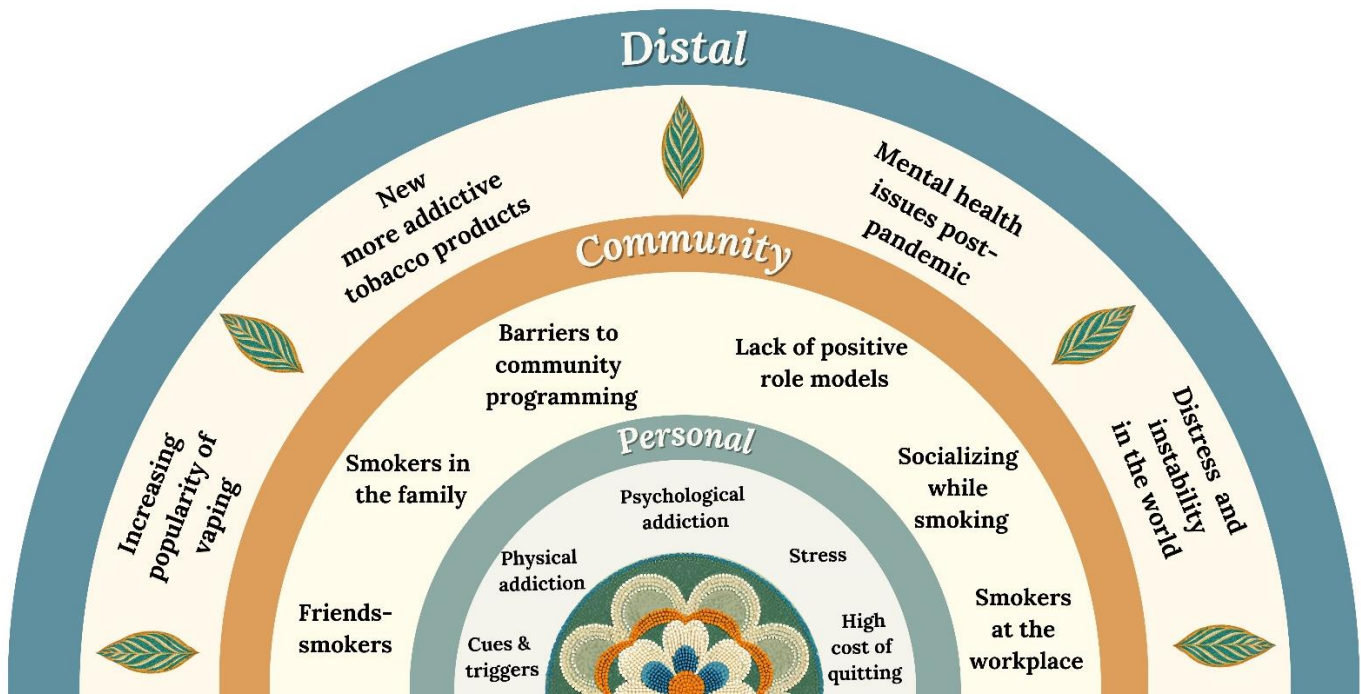 Distal
New
more addictive
tobacco products
Mental health
issues post-
pandemic
Increasing
popularity of
vaping
Distress and
instability
in the world
Community
Barriers to
community
programming
Lack of positive
role models
Smokers in
the family
Socializing
while
smoking
Friends-
smokers
Smokers
at the
workplace
Personal
Psychological
addiction
Physical
addiction
Stress
Cues &
triggers
High
cost of
quitting